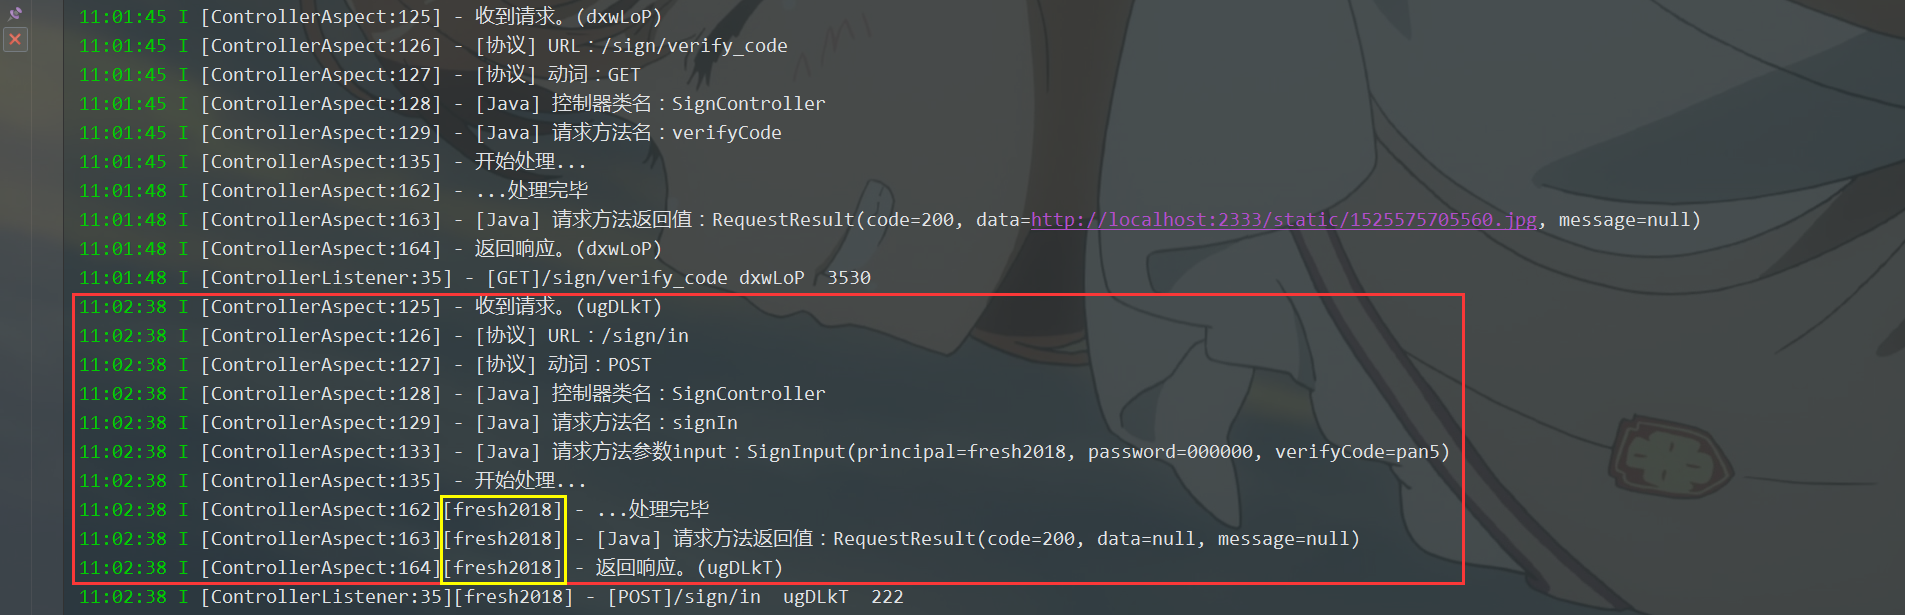 11:01:45 I [ControllerAspect:125] - 收到请求。(dxwLoP)
11:01:45 I [ControllerAspect:126] - [协议] URL：/sign/verify_code
11:01:45 I [ControllerAspect:127] - [协议] 动词：GET
11:01:45 I [ControllerAspect:128] - [Java] 控制器类名：SignController
11:01:45 I [ControllerAspect:129] - [Java] 请求方法名：verifyCode
11:01:45 I [ControllerAspect:135] - 开始处理...
11:01:48 I [ControllerAspect:162] - ...处理完毕
11:01:48 I [ControllerAspect:163] - [Java] 请求方法返回值：RequestResult(code=200, data=http://localhost:2333/static/1525575705560.jpg, message=null)
11:01:48 I [ControllerAspect:164] - 返回响应。(dxwLoP)
11:01:48 I [ControllerListener:35] - [GET]/sign/verify_code dxwLoP  3530
11:02:38 I [ControllerAspect:125] - 收到请求。(ugDLkT)
11:02:38 I [ControllerAspect:126] - [协议] URL：/sign/in
11:02:38 I [ControllerAspect:127] - [协议] 动词：POST
11:02:38 I [ControllerAspect:128] - [Java] 控制器类名：SignController
11:02:38 I [ControllerAspect:129] - [Java] 请求方法名：signIn
11:02:38 I [ControllerAspect:133] - [Java] 请求方法参数input：SignInput(principal=fresh2018, password=000000, verifyCode=pan5)
11:02:38 I [ControllerAspect:135] - 开始处理...
11:02:38 I [ControllerAspect:162][fresh2018] - ...处理完毕
11:02:38 I [ControllerAspect:163][fresh2018] - [Java] 请求方法返回值：RequestResult(code=200, data=null, message=null)
11:02:38 I [ControllerAspect:164][fresh2018] - 返回响应。(ugDLkT)
11:02:38 I [ControllerListener:35][fresh2018] - [POST]/sign/in  ugDLkT  222